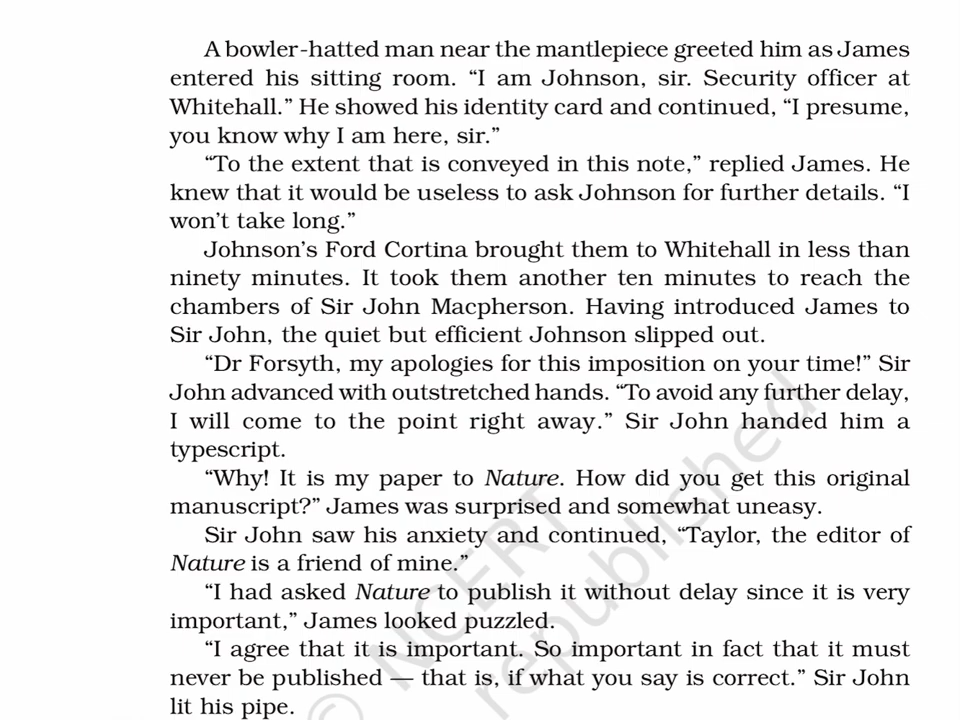 A bowler-hatted man near the mantlepiece greeted him as James
entered his sitting room. “I am Johnson, sir. Security officer at
Whitehall.” He showed his identity card and continued, “I presume,
you know why I am here, sir.”
“To the extent that is conveyed in this note,” replied James. He
knew that it would be useless to ask Johnson for further details. “I
won’t take long.”
Johnson’s Ford Cortina brought them to Whitehall in less than
ninety minutes. It took them another ten minutes to reach the
chambers of Sir John Macpherson. Having introduced James to
Sir John, the quiet but efficient Johnson slipped out.
“Dr Forsyth, my apologies for this imposition on your time!” Sir
John advanced with outstretched hands. “To avoid any further delay,
I will come to the point right away.” Sir John handed him a
typescript.
“Why! It is my paper to Nature. How did you get this original
manuscript?” James was surprised and somewhat uneasy.
Sir John saw his anxiety and continued, “Taylor, the editor of
Nature is a friend of mine.”
“I had asked Nature to publish it without delay since it is very
important,” James looked puzzled.
“I agree that it is important. So important in fact that it must
never be published — that is, if what you say is correct.” Sir John
lit his pipe.
© NCERT
republished